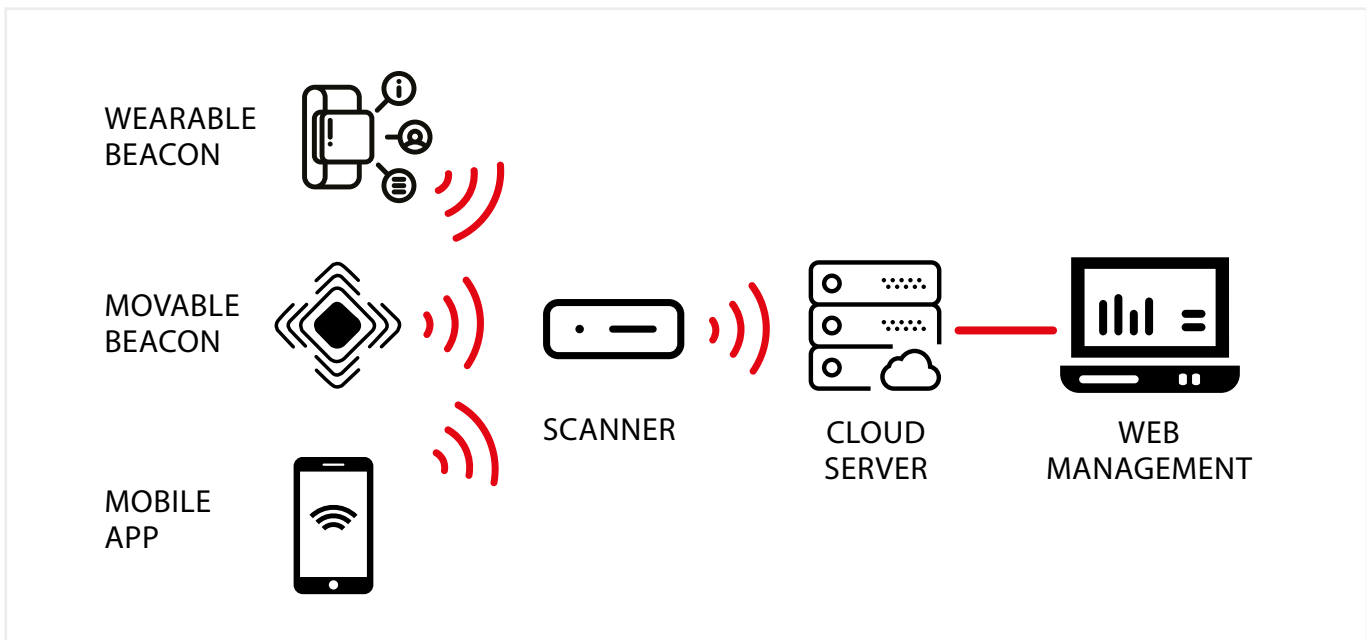 WEARABLE
BEACON
MOVABLE
BEACON
MOBILE
APP
SCANNER
CLOUD
SERVER
WEB
MANAGEMENT